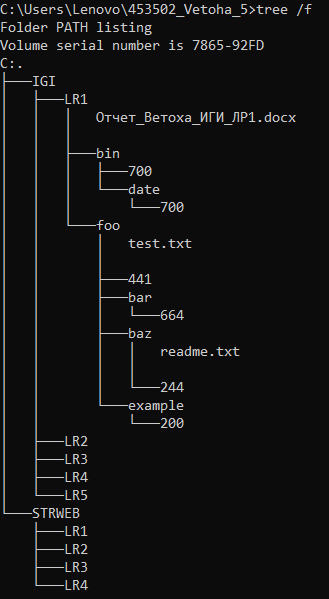 C:\Users\Lenovo\453502_Vetoha_5>tree /f
Folder PATH listing
Volume serial number is 7865-92FD
C:.
├───IGI
│   ├───LR1
│   │   │   Отчет_Ветоха_ИГИ_ЛР1.docx
│   │   │
│   │   ├───bin
│   │   │   ├───700
│   │   │   └───date
│   │   │       └───700
│   │   └───foo
│   │       │   test.txt
│   │       │
│   │       ├───441
│   │       ├───bar
│   │       │   └───664
│   │       ├───baz
│   │       │   │   readme.txt
│   │       │   │
│   │       │   └───244
│   │       └───example
│   │           └───200
│   ├───LR2
│   ├───LR3
│   ├───LR4
│   └───LR5
└───STRWEB
    ├───LR1
    ├───LR2
    ├───LR3
    └───LR4